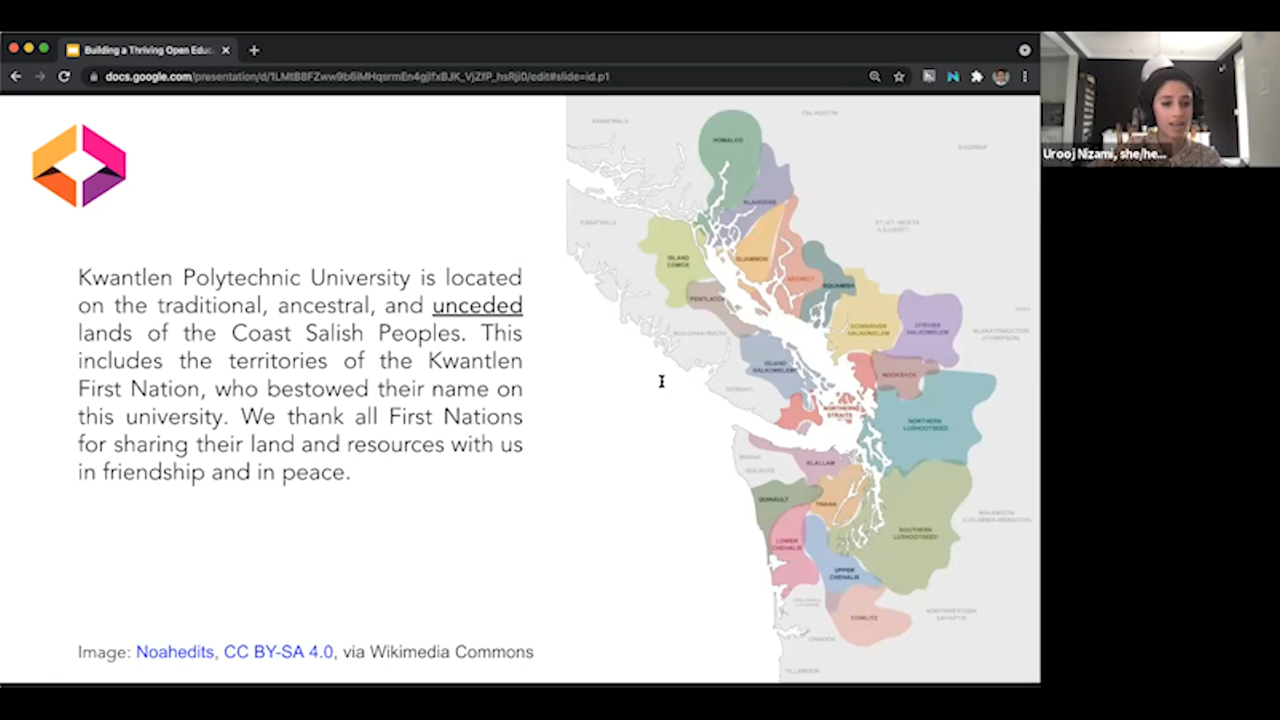 Building a Thriving Open Educ
docs.google.com/presentation/d/
Urooj Nizami, she/he...
Kwantlen Polytechnic University is located
on the traditional, ancestral, and unceded
lands of the Coast Salish Peoples. This
includes the territories of the Kwantlen
First Nation, who bestowed their name on
this university. We thank all First Nations
for sharing their land and resources with us
in friendship and in peace.
Image: Noahedits, CC BY-SA 4.0, via Wikimedia Commons
HOMALCO
KLAHOOSE
ISLAND
COMOX
SLIAMMON
SECHELT
SQUAMISH
PENTLATCH
DOWNRIVER
HALKOMELEM
UPRIVER
HALKOMELEM
ISLAND
HALKOMELEM
NOOKSACK
NORTHERN
STRAITS
NORTHERN
LUSHOOTSEED
KLALLAM
QUINAULT
TWANA
SOUTHERN
LUSHOOTSEED
LOWER
CHEHALIS
UPPER
CHEHALIS
COWLITZ
TILLAMOOK